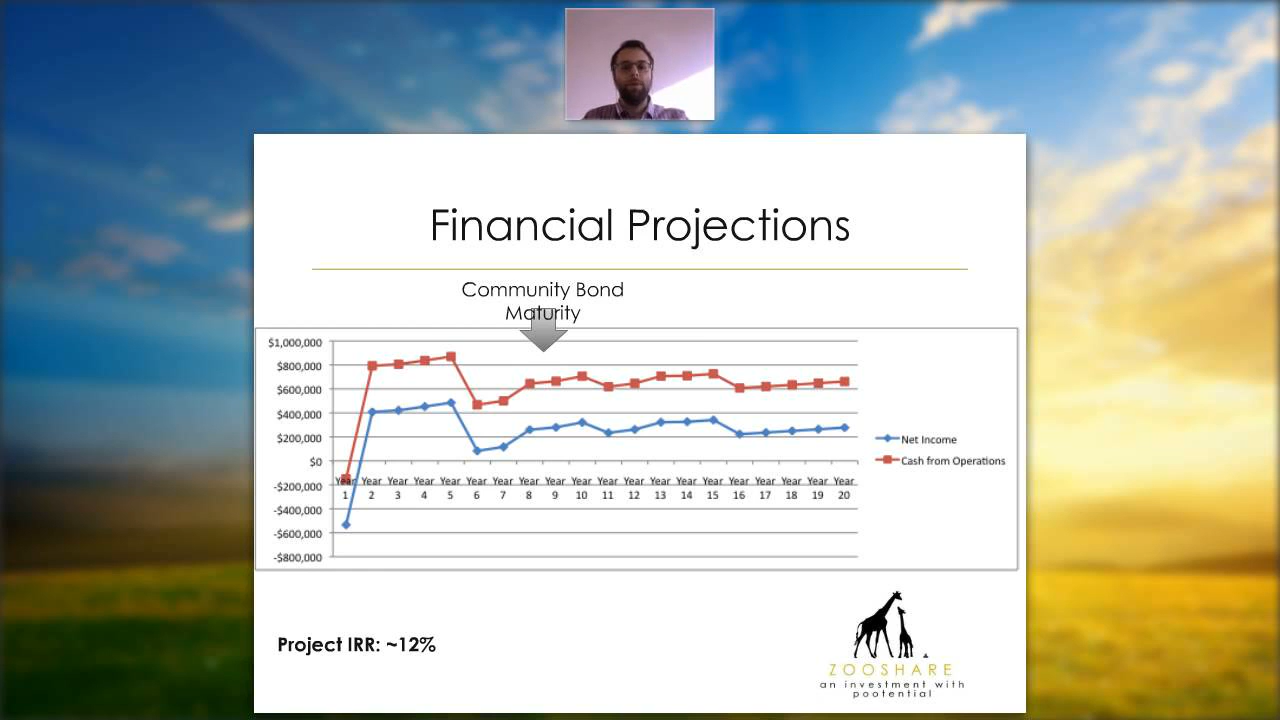 Financial Projections
Community Bond
Maturity
$1,000,000
$800,000
$600,000
$400,000
$200,000
$0
-$200,000
-$400,000
-$600,000
-$800,000
Year Year Year Year Year Year Year Year Year Year Year Year Year Year Year Year Year Year Year Year
1 2 3 4 5 6 7 8 9 10 11 12 13 14 15 16 17 18 19 20
Net Income
Cash from Operations
Project IRR: ~12%
ZOOSHARE
an investment with
pootential